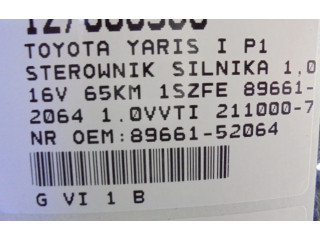 TOYOTA YARIS I P1
STEROWNIK SILNIKA 1,0
16V 65KM 1SZFE 89661-
2064 1.0VVTI 211000-7
NR OEM:89661-52064
G VI 1 B